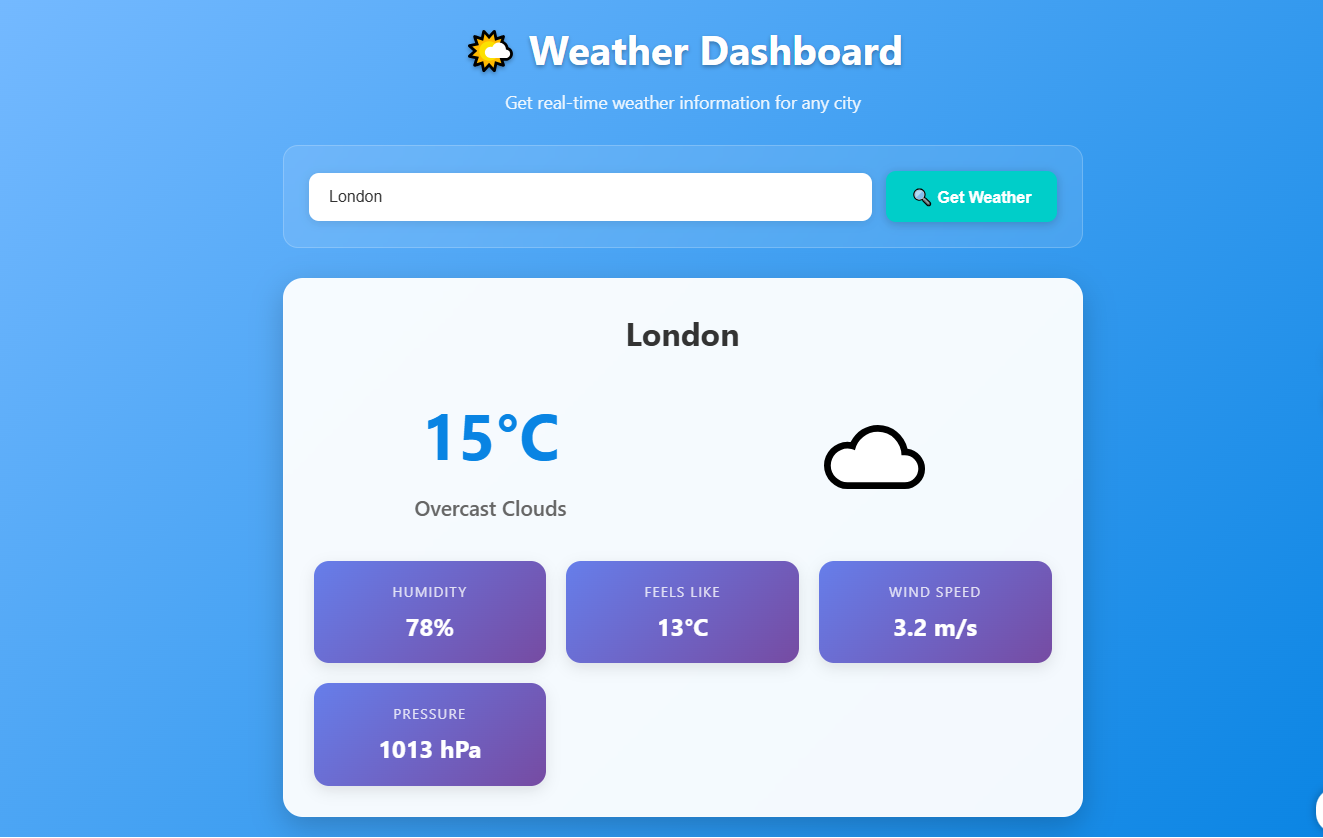 Weather Dashboard
Get real-time weather information for any city
London
Get Weather
London
15°C
Overcast Clouds
HUMIDITY
78%
FEELS LIKE
13°C
WIND SPEED
3.2 m/s
PRESSURE
1013 hPa